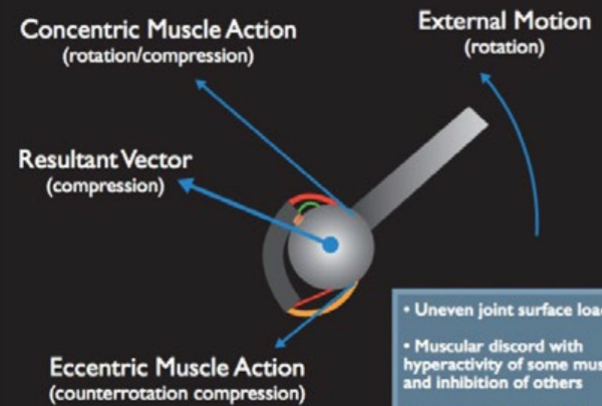 Concentric Muscle Action
(rotation/compression)
External Motion
(rotation)
Resultant Vector
(compression)
Eccentric Muscle Action
(counterrotation compression)
• Uneven joint surface
• Muscular discord with
hyperactivity of some
and inhibition of others